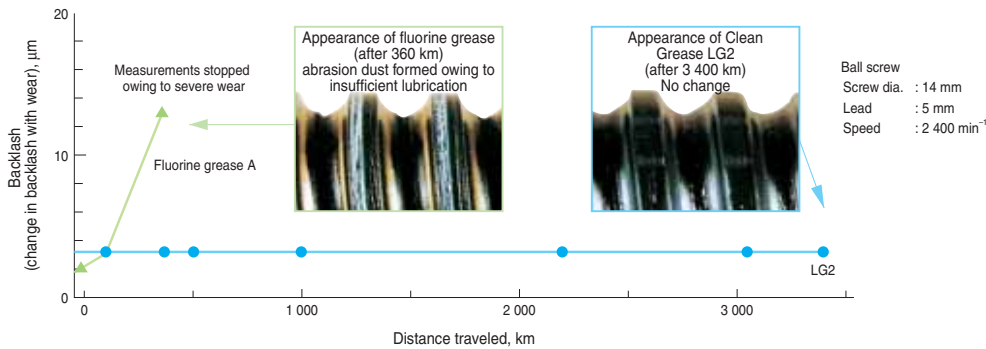 20
10
0
Backlash
(change in backlash with wear), μm
Measurements stopped
owing to severe wear
Fluorine grease A
Appearance of fluorine grease
(after 360 km)
abrasion dust formed owing to
insufficient lubrication
Appearance of Clean
Grease LG2
(after 3 400 km)
No change
Ball screw
Screw dia. : 14 mm
Lead : 5 mm
Speed : 2 400 min⁻¹
LG2
0
1 000
2 000
3 000
Distance traveled, km